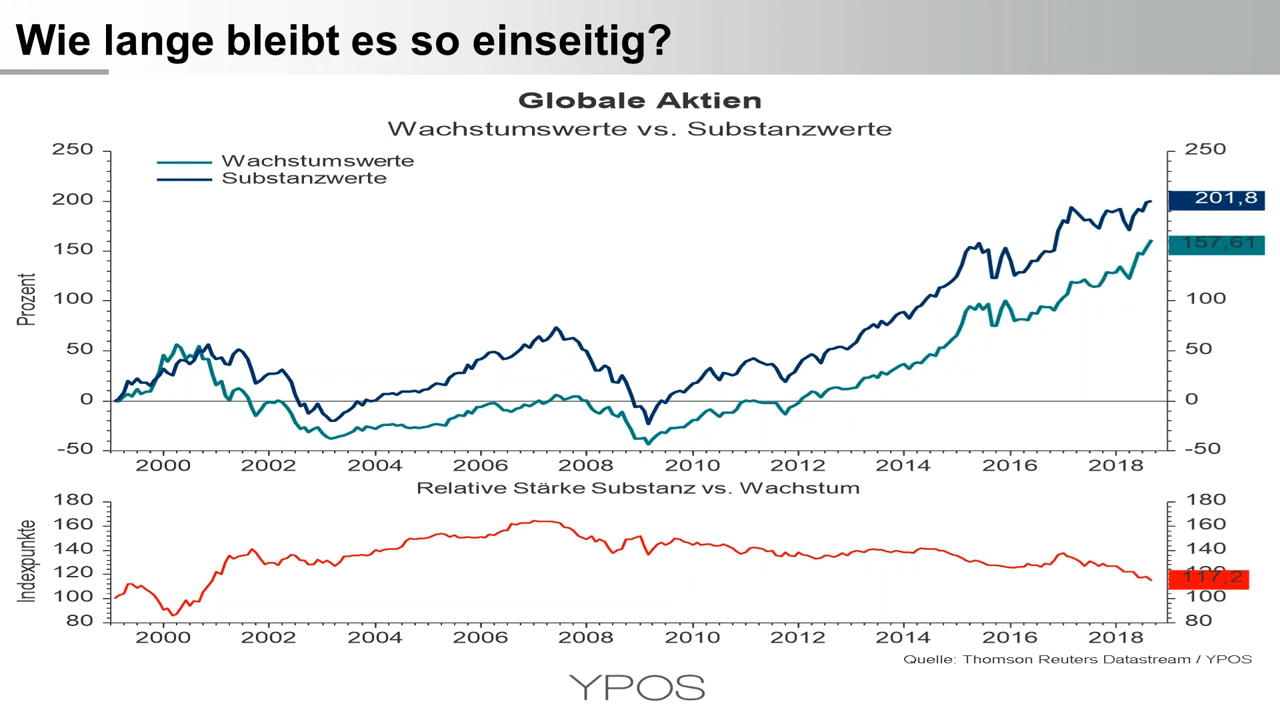 Wie lange bleibt es so einseitig?
Globale Aktien
Wachstumswerte vs. Substanzwerte
250
200
150
100
50
0
-50
Prozent
Wachstumswerte
Substanzwerte
250
201,8
157,61
100
50
0
-50
2000 2002 2004 2006 2008 2010 2012 2014 2016 2018
Relative Stärke Substanz vs. Wachstum
180
160
140
120
100
80
Indexpunkte
180
160
140
120
117,2
100
80
2000 2002 2004 2006 2008 2010 2012 2014 2016 2018
Quelle: Thomson Reuters Datastream / YPOS
YPOS